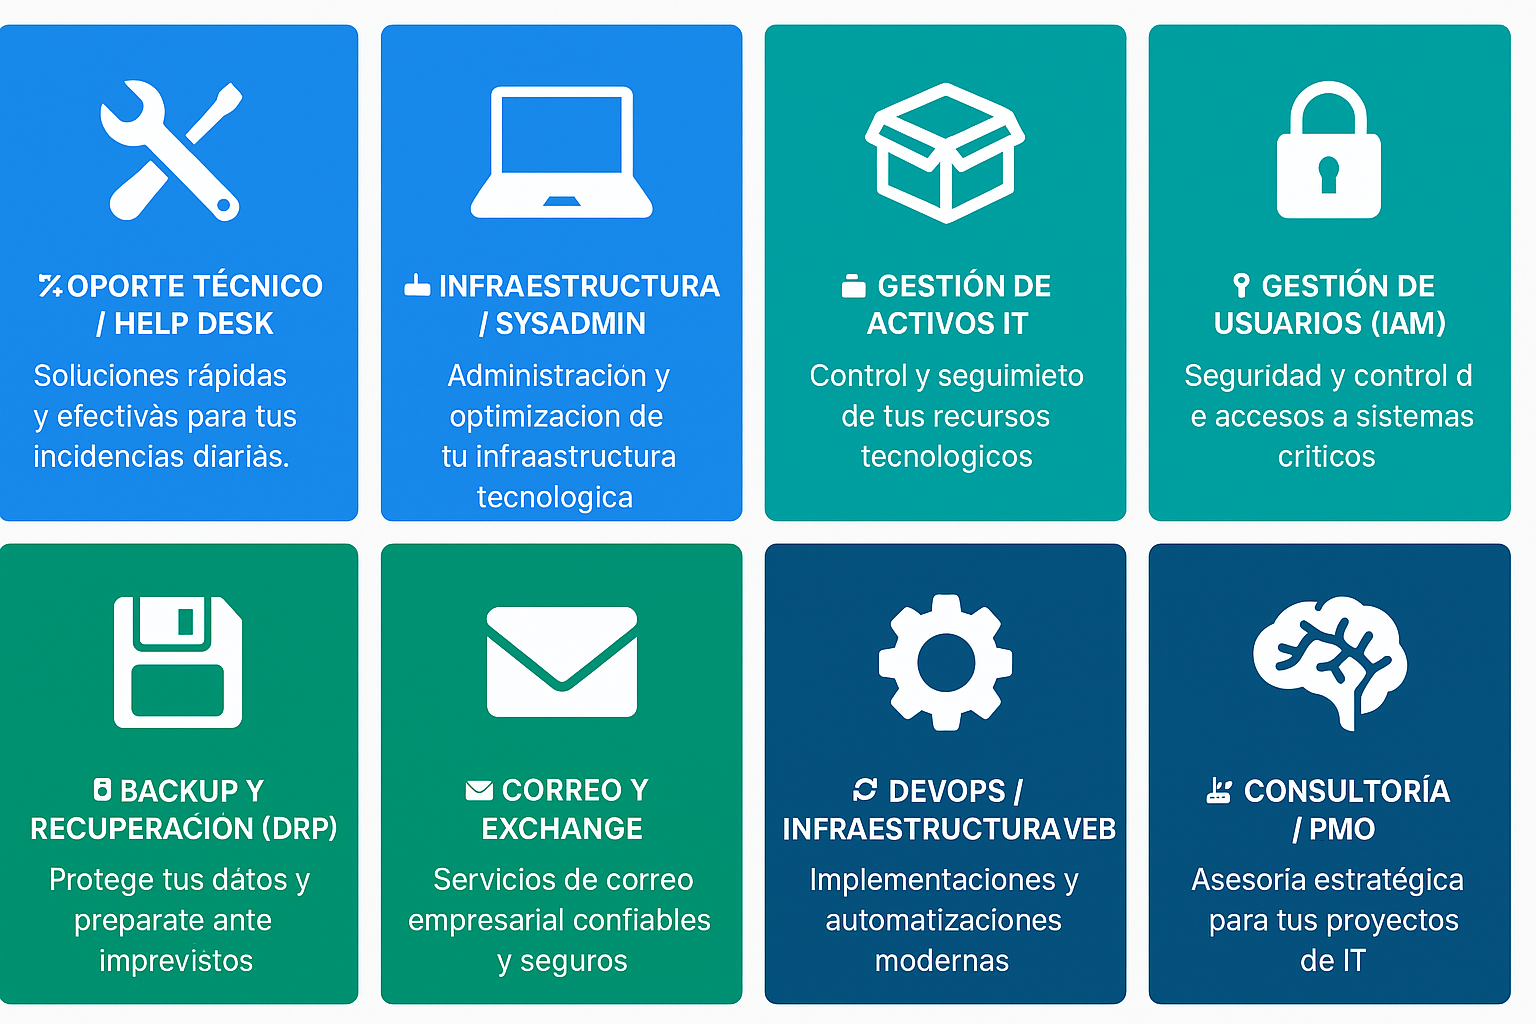 OPORTE TÉCNICO
/ HELP DESK
Soluciones rápidas
y efectivàs para tus
incidencias diariàs.
INFRAESTRUCTURA
/ SYSADMIN
Administración y
optimizacion de
tu infraastructura
tecnologica
GESTIÓN DE
ACTIVOS IT
Control y seguimieto
de tus recursos
tecnologicos
GESTIÓN DE
USUARIOS (IAM)
Seguridad y control d
e accesos a sistemas
criticos
BACKUP Y
RECUPERAĆIÓN (DRP)
Protege tus dátos y
preparate ante
imprevistos
CORREO Y
EXCHANGE
Servicios de correo
empresarial confiables
y seguros
DEVOPS /
INFRAESTRUCTURAVEB
Implementaciones y
automatizaciones
modernas
CONSULTORÍA
/ PMO
Asesoría estratégica
para tus proyectos
de IT